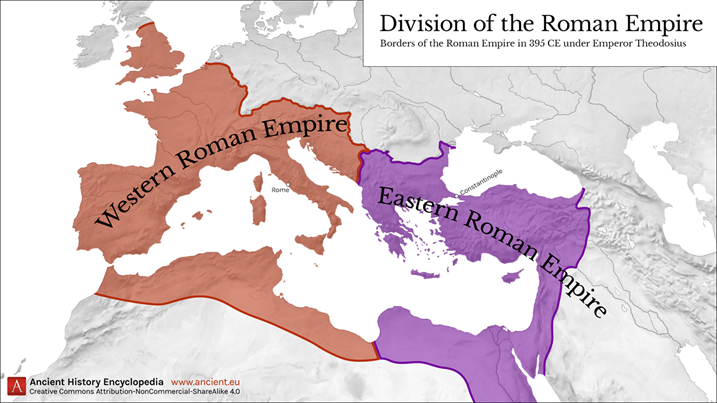 Division of the Roman Empire
Borders of the Roman Empire in 395 CE under Emperor Theodosius
Western Roman Empire
Rome
Constantinople
Eastern Roman Empire
Ancient History Encyclopedia www.ancient.eu
Creative Commons Attribution-NonCommercial-ShareAlike 4.0